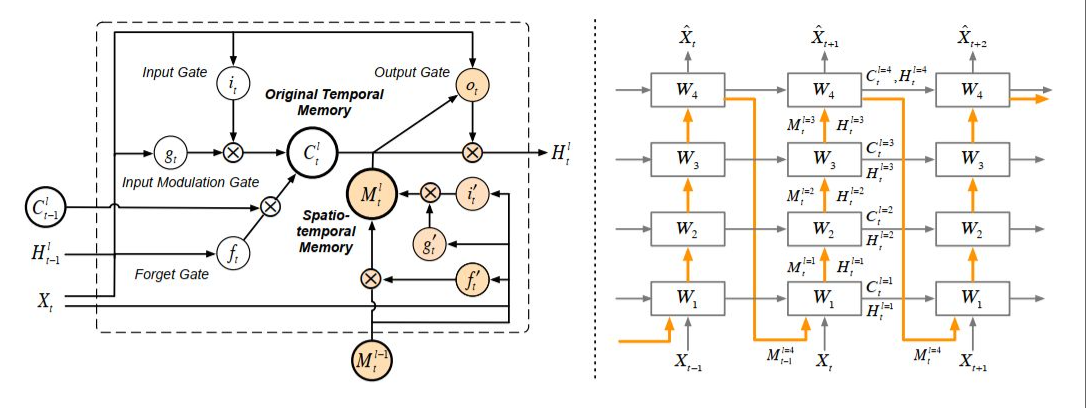 Input Gate
i_t
Output Gate
o_t
Original Temporal
Memory
g_t
C_t^l
H_t^l
Input Modulation Gate
C_{t-1}^l
M_t^l
i_t'
Spatio-
temporal
Memory
g_t'
H_{t-1}^l
f_t
Forget Gate
f_t'
X_t
M_t^{l-1}
X̂_t
X̂_{t+1}
X̂_{t+2}
W_4
W_4
C_t^{l=4}, H_t^{l=4}
W_4
M_t^{l=3} H_t^{l=3}
W_3
W_3
C_t^{l=3}
H_t^{l=3}
W_3
M_t^{l=2} H_t^{l=2}
W_2
W_2
C_t^{l=2}
H_t^{l=2}
W_2
M_t^{l=1} H_t^{l=1}
W_1
W_1
C_t^{l=1}
H_t^{l=1}
W_1
X_{t-1}
M_{t-1}^{l=4}
X_t
M_t^{l=4}
X_{t+1}